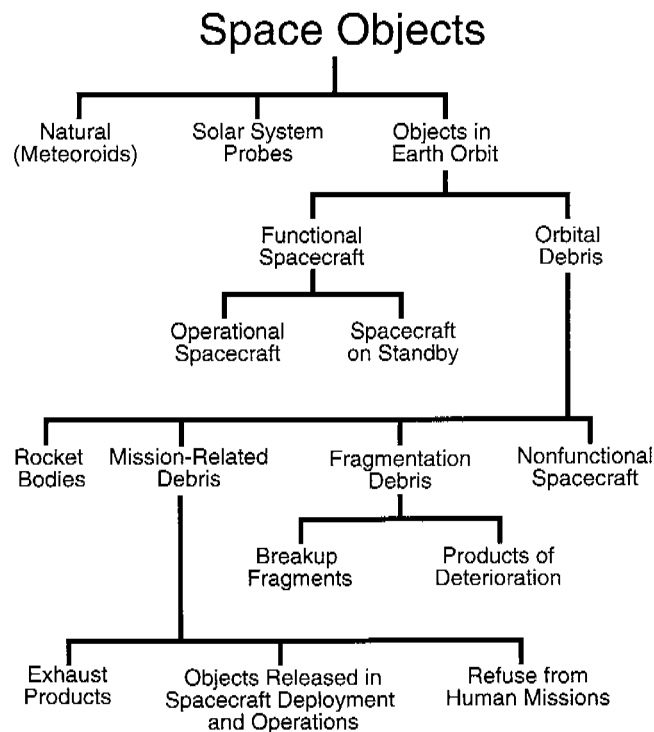 Space Objects
Natural
(Meteoroids)
Solar System
Probes
Objects in
Earth Orbit
Functional
Spacecraft
Orbital
Debris
Operational
Spacecraft
Spacecraft
on Standby
Rocket
Bodies
Mission-Related
Debris
Fragmentation
Debris
Nonfunctional
Spacecraft
Breakup
Fragments
Products of
Deterioration
Exhaust
Products
Objects Released in
Spacecraft Deployment
and Operations
Refuse from
Human Missions